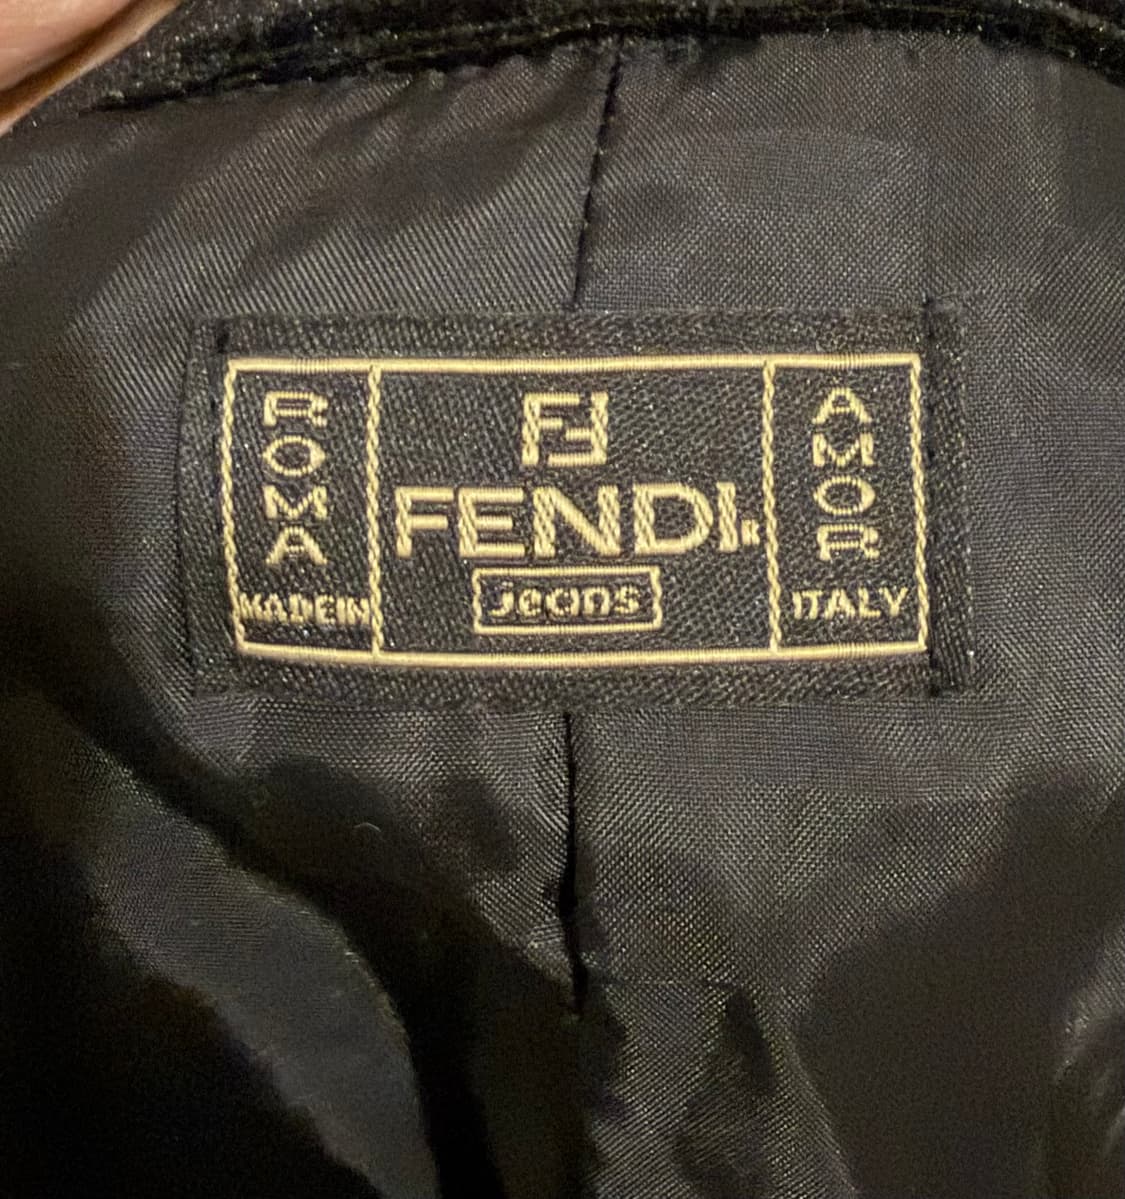 ROMA
MADE IN
FF
FENDI.
jeans
AMOR
ITALY